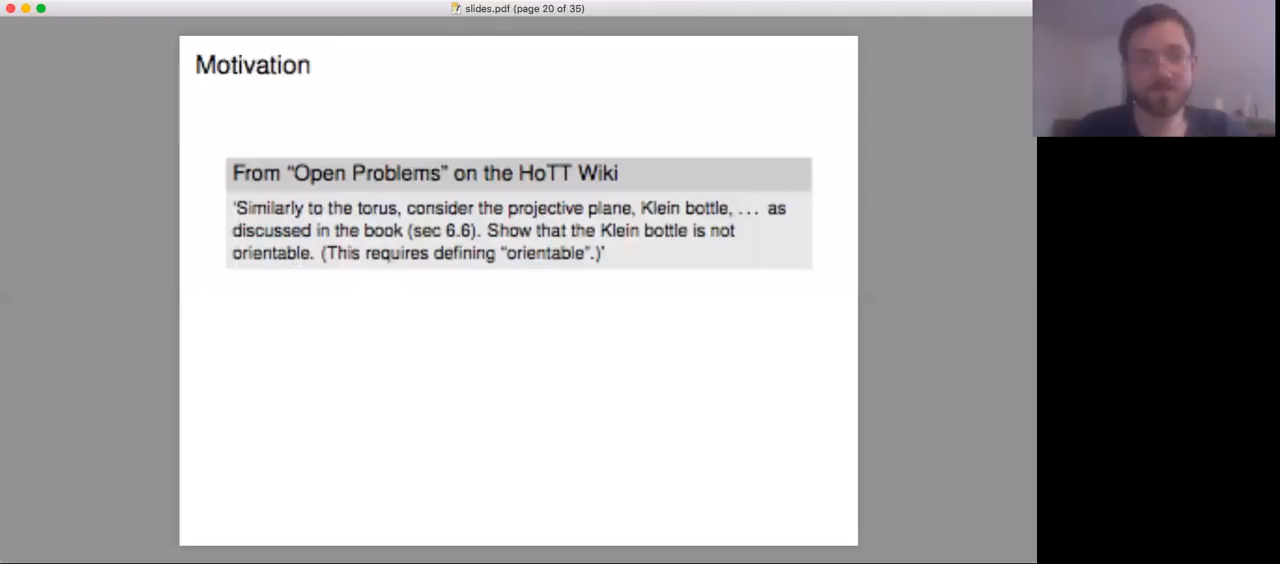 slides.pdf (page 20 of 35)
Motivation
From “Open Problems” on the HoTT Wiki
‘Similarly to the torus, consider the projective plane, Klein bottle, … as
discussed in the book (sec 6.6). Show that the Klein bottle is not
orientable. (This requires defining “orientable”.)’